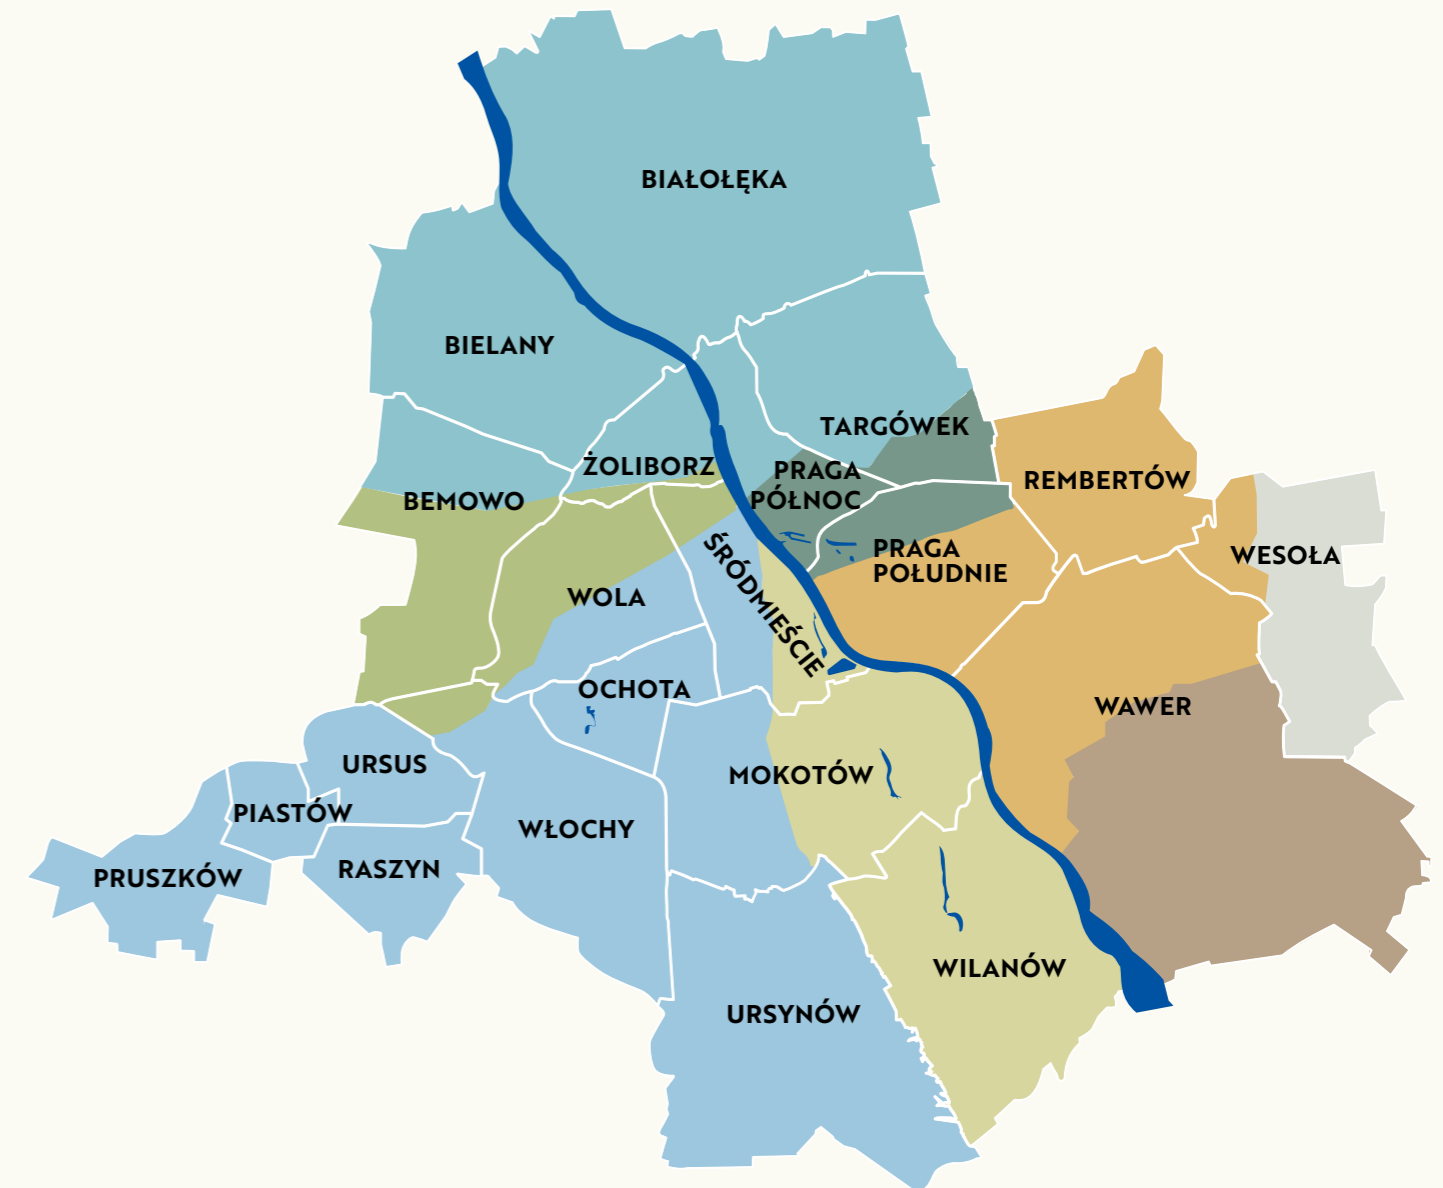 BIAŁOŁĘKA
BIELANY
TARGÓWEK
ŻOLIBORZ
PRAGA
PÓŁNOC
REMBERTÓW
BEMOWO
WESOŁA
PRAGA
POŁUDNIE
ŚRÓDMIEŚCIE
WOLA
OCHOTA
WAWER
URSUS
MOKOTÓW
PIASTÓW
WŁOCHY
RASZYN
PRUSZKÓW
WILANÓW
URSYNÓW